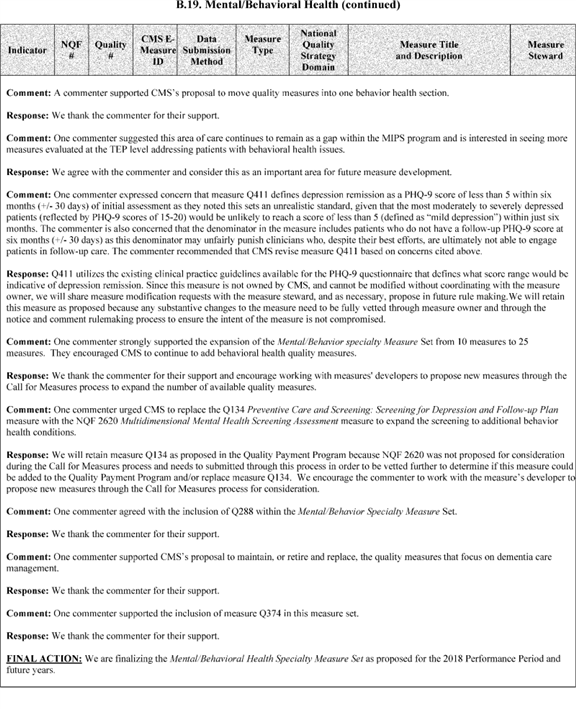 B.19. Mental/Behavioral Health (continued)
Indicator
NQF
#
Quality
#
CMS E-
Measure
ID
Data
Submission
Method
Measure
Type
National
Quality
Strategy
Domain
Measure Title
and Description
Measure
Steward
Comment: A commenter supported CMS's proposal to move quality measures into one behavior health section.
Response: We thank the commenter for their support.
Comment: One commenter suggested this area of care continues to remain as a gap within the MIPS program and is interested in seeing more
measures evaluated at the TEP level addressing patients with behavioral health issues.
Response: We agree with the commenter and consider this as an important area for future measure development.
Comment: One commenter expressed concern that measure Q411 defines depression remission as a PHQ-9 score of less than 5 within six
months (+/- 30 days) of initial assessment as they noted this sets an unrealistic standard, given that the most moderately to severely depressed
patients (reflected by PHQ-9 scores of 15-20) would be unlikely to reach a score of less than 5 (defined as “mild depression”) within just six
months. The commenter is also concerned that the denominator in the measure includes patients who do not have a follow-up PHQ-9 score at
six months (+/- 30 days) as this denominator may unfairly punish clinicians who, despite their best efforts, are ultimately not able to engage
patients in follow-up care. The commenter recommended that CMS revise measure Q411 based on concerns cited above.
Response: Q411 utilizes the existing clinical practice guidelines available for the PHQ-9 questionnaire that defines what score range would be
indicative of depression remission. Since this measure is not owned by CMS, and cannot be modified without coordinating with the measure
owner, we will share measure modification requests with the measure steward, and as necessary, propose in future rule making.We will retain
this measure as proposed because any substantive changes to the measure need to be fully vetted through measure owner and through the
notice and comment rulemaking process to ensure the intent of the measure is not compromised.
Comment: One commenter strongly supported the expansion of the Mental/Behavior specialty Measure Set from 10 measures to 25
measures. They encouraged CMS to continue to add behavioral health quality measures.
Response: We thank the commenter for their support and encourage working with measures' developers to propose new measures through the
Call for Measures process to expand the number of available quality measures.
Comment: One commenter urged CMS to replace the Q134 Preventive Care and Screening: Screening for Depression and Follow-up Plan
measure with the NQF 2620 Multidimensional Mental Health Screening Assessment measure to expand the screening to additional behavior
health conditions.
Response: We will retain measure Q134 as proposed in the Quality Payment Program because NQF 2620 was not proposed for consideration
during the Call for Measures process and needs to submitted through this process in order to be vetted further to determine if this measure could
be added to the Quality Payment Program and/or replace measure Q134. We encourage the commenter to work with the measure's developer to
propose new measures through the Call for Measures process for consideration.
Comment: One commenter agreed with the inclusion of Q288 within the Mental/Behavior Specialty Measure Set.
Response: We thank the commenter for their support.
Comment: One commenter supported CMS's proposal to maintain, or retire and replace, the quality measures that focus on dementia care
management.
Response: We thank the commenter for their support.
Comment: One commenter supported the inclusion of measure Q374 in this measure set.
Response: We thank the commenter for their support.
FINAL ACTION: We are finalizing the Mental/Behavioral Health Specialty Measure Set as proposed for the 2018 Performance Period and
future years.